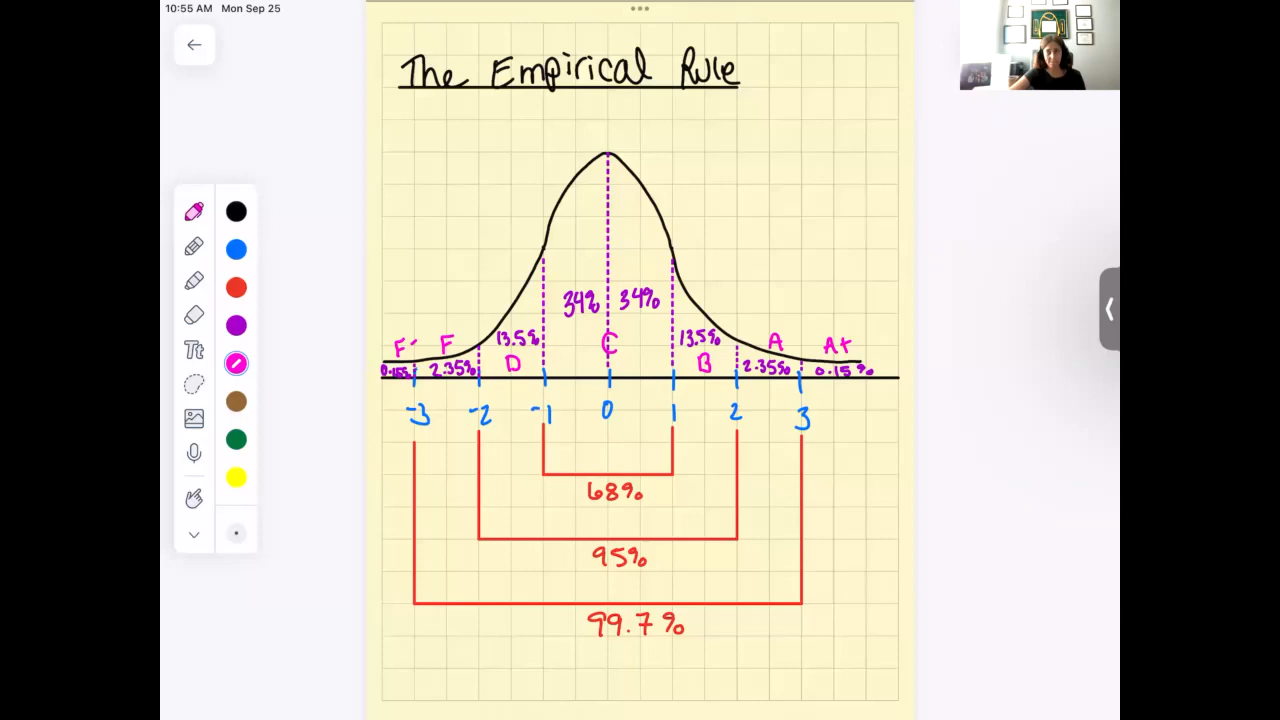 10:55 AM Mon Sep 25
The Empirical Rule
34% 34%
13.5% C 13.5%
F- F D B A A+
0.15% 2.35% 2.35% 0.15%
-3 -2 -1 0 1 2 3
68%
95%
99.7%
Tt